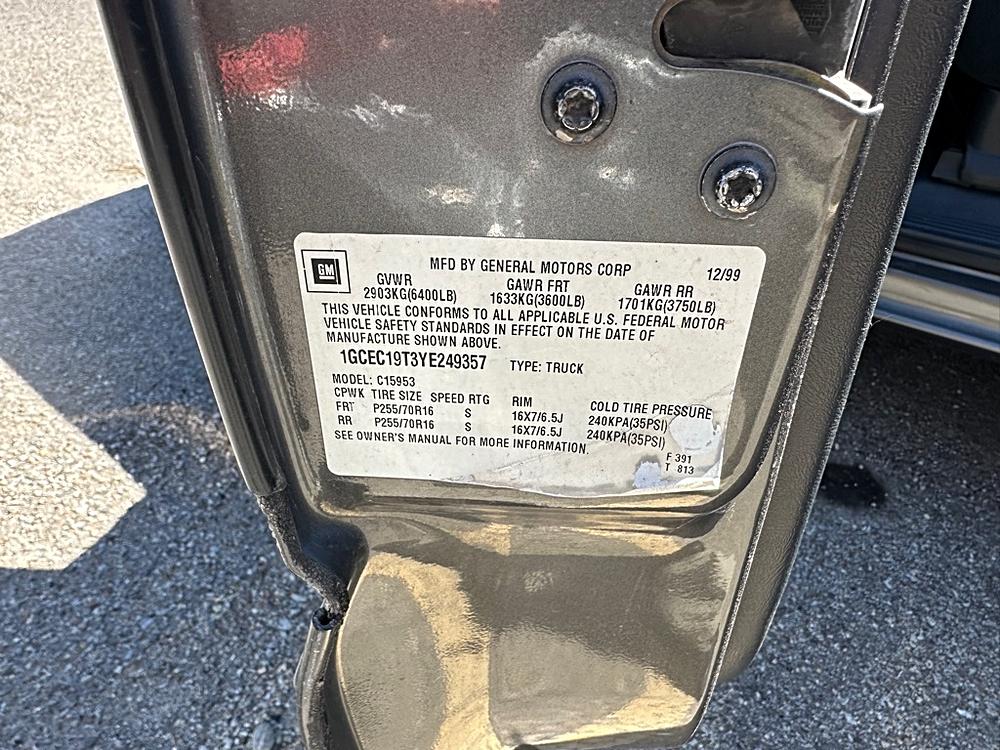 GM
MFD BY GENERAL MOTORS CORP 12/99
GVWR GAWR FRT GAWR RR
2903KG(6400LB) 1633KG(3600LB) 1701KG(3750LB)
THIS VEHICLE CONFORMS TO ALL APPLICABLE U.S. FEDERAL MOTOR
VEHICLE SAFETY STANDARDS IN EFFECT ON THE DATE OF
MANUFACTURE SHOWN ABOVE.
1GCEC19T3YE249357 TYPE: TRUCK
MODEL: C15953
CPWK TIRE SIZE SPEED RTG RIM COLD TIRE PRESSURE
FRT P255/70R16 S 16X7/6.5J 240KPA(35PSI)
RR P255/70R16 S 16X7/6.5J 240KPA(35PSI)
SEE OWNER'S MANUAL FOR MORE INFORMATION.
F 391
T 813